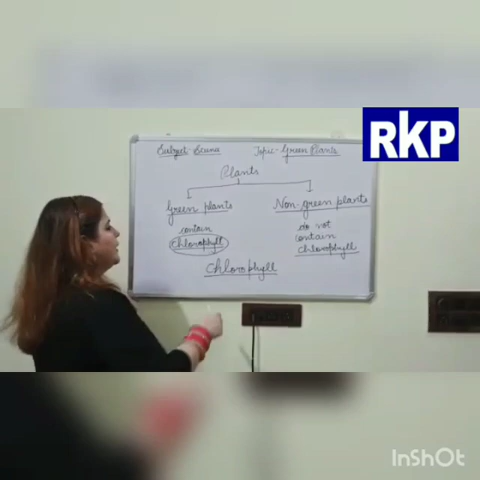 RKP
Subject- Science
Topic- Green Plants
Plants
Green plants
Non-green plants
contain
chlorophyll
do not
contain
chlorophyll
chlorophyll
InShOt